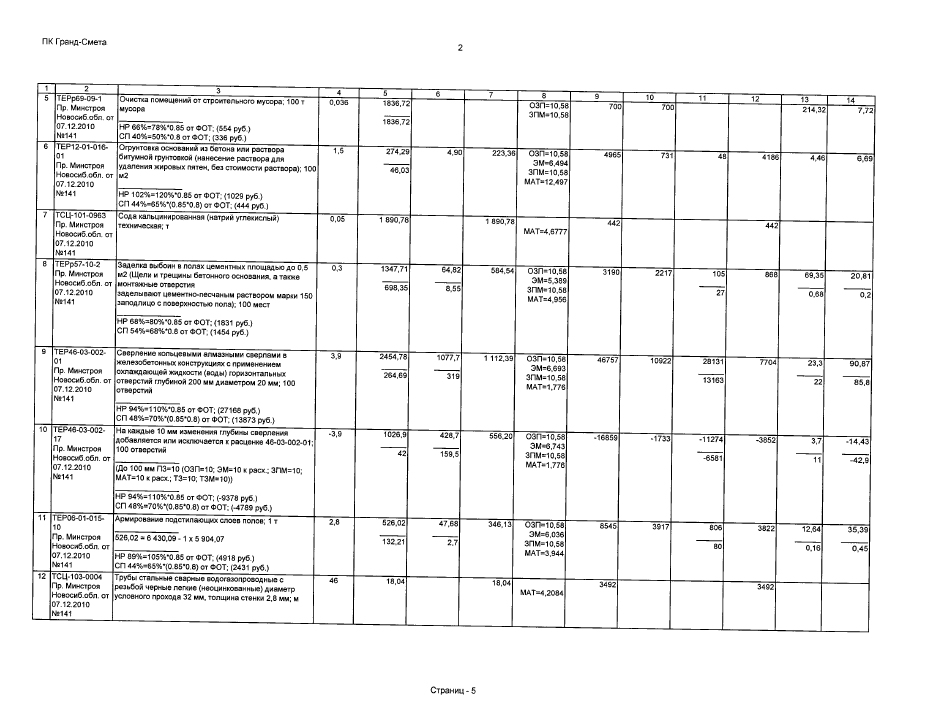 ПК Гранд-Смета
2
1 2 3 4 5 6 7 8 9 10 11 12 13 14
5 ТЕРр69-09-1 Очистка помещений от строительного мусора; 100 т 0,036 1836,72 ОЗП=10,58 700 700 214,32 7,72
Пр. Минстроя мусора ЗПМ=10,58
Новосиб.обл. от 1836,72
07.12.2010 НР 66%=78%*0.85 от ФОТ; (554 руб.)
№141 СП 40%=50%*0.8 от ФОТ; (336 руб.)
6 ТЕР12-01-016- Огрунтовка оснований из бетона или раствора 1,5 274,29 4,90 223,36 ОЗП=10,58 4965 731 48 4186 4,46 6,69
01 битумной грунтовкой (нанесение раствора для ЭМ=6,494
Пр. Минстроя удаления жировых пятен, без стоимости раствора); 100 46,03 ЗПМ=10,58
Новосиб.обл. от м2 МАТ=12,497
07.12.2010
№141 НР 102%=120%*0.85 от ФОТ; (1029 руб.)
СП 44%=65%*(0.85*0.8) от ФОТ; (444 руб.)
7 ТСЦ-101-0963 Сода кальцинированная (натрий углекислый) 0,05 1 890,78 1 890,78 442 442
Пр. Минстроя техническая; т МАТ=4,6777
Новосиб.обл. от
07.12.2010
№141
8 ТЕРр57-10-2 Заделка выбоин в полах цементных площадью до 0,5 0,3 1347,71 64,82 584,54 ОЗП=10,58 3190 2217 105 868 69,35 20,81
Пр. Минстроя м2 (Щели и трещины бетонного основания, а также ЭМ=5,389
Новосиб.обл. от монтажные отверстия 698,35 8,55 ЗПМ=10,58 27 0,68 0,2
07.12.2010 заделывают цементно-песчаным раствором марки 150 МАТ=4,956
№141 заподлицо с поверхностью пола); 100 мест
НР 68%=80%*0.85 от ФОТ; (1831 руб.)
СП 54%=68%*0.8 от ФОТ; (1454 руб.)
9 ТЕР46-03-002- Сверление кольцевыми алмазными сверлами в 3,9 2454,78 1077,7 1 112,39 ОЗП=10,58 46757 10922 28131 7704 23,3 90,87
01 железобетонных конструкциях с применением ЭМ=6,693
Пр. Минстроя охлаждающей жидкости (воды) горизонтальных 264,69 319 ЗПМ=10,58 13163 22 85,8
Новосиб.обл. от отверстий глубиной 200 мм диаметром 20 мм; 100 МАТ=1,776
07.12.2010 отверстий
№141
НР 94%=110%*0.85 от ФОТ; (27168 руб.)
СП 48%=70%*(0.85*0.8) от ФОТ; (13873 руб.)
10 ТЕР46-03-002- На каждые 10 мм изменения глубины сверления -3,9 1026,9 428,7 556,20 ОЗП=10,58 -16859 -1733 -11274 -3852 3,7 -14,43
17 добавляется или исключается к расценке 46-03-002-01; ЭМ=6,743
Пр. Минстроя 100 отверстий 42 159,5 ЗПМ=10,58 -6581 11 -42,9
Новосиб.обл. от МАТ=1,776
07.12.2010 (До 100 мм ПЗ=10 (ОЗП=10; ЭМ=10 к расх.; ЗПМ=10;
№141 МАТ=10 к расх.; ТЗ=10; ТЗМ=10))
НР 94%=110%*0.85 от ФОТ; (-9378 руб.)
СП 48%=70%*(0.85*0.8) от ФОТ; (-4789 руб.)
11 ТЕР06-01-015- Армирование подстилающих слоев полов; 1 т 2,8 526,02 47,68 346,13 ОЗП=10,58 8545 3917 806 3822 12,64 35,39
10 ЭМ=6,036
Пр. Минстроя 526,02 = 6 430,09 - 1 x 5 904,07 132,21 2,7 ЗПМ=10,58 80 0,16 0,45
Новосиб.обл. от МАТ=3,944
07.12.2010 НР 89%=105%*0.85 от ФОТ; (4918 руб.)
№141 СП 44%=65%*(0.85*0.8) от ФОТ; (2431 руб.)
12 ТСЦ-103-0004 Трубы стальные сварные водогазопроводные с 46 18,04 18,04 3492 3492
Пр. Минстроя резьбой черные легкие (неоцинкованные) диаметр МАТ=4,2084
Новосиб.обл. от условного прохода 32 мм, толщина стенки 2,8 мм; м
07.12.2010
№141
Страниц - 5